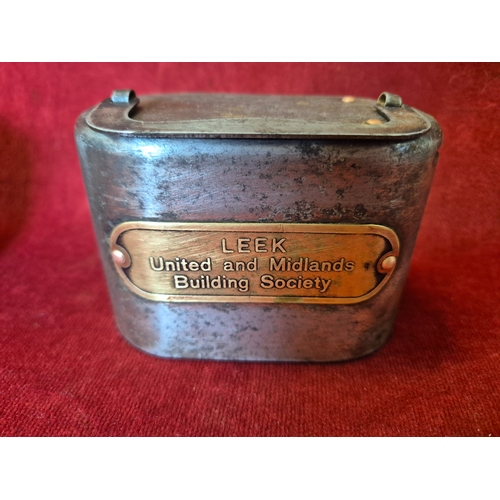 LEEK
United and Midlands
Building Society